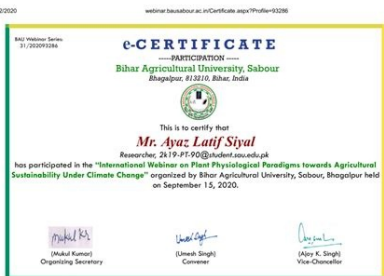 2/2020
webinar.bausabour.ac.in/Certificate.aspx?Profile=93286
BAU Webinar Series
31/202093286
e-CERTIFICATE
-----PARTICIPATION -----
Bihar Agricultural University, Sabour
Bhagalpur, 813210, Bihar, India
This is to certify that
Mr. Ayaz Latif Siyal
Researcher, 2k19-PT-90@student.sau.edu.pk
has participated in the "International Webinar on Plant Physiological Paradigms towards Agricultural
Sustainability Under Climate Change" organized by Bihar Agricultural University, Sabour, Bhagalpur held
on September 15, 2020.
(Mukul Kumar)
Organizing Secretary
(Umesh Singh)
Convener
(Ajoy K. Singh)
Vice-Chancellor